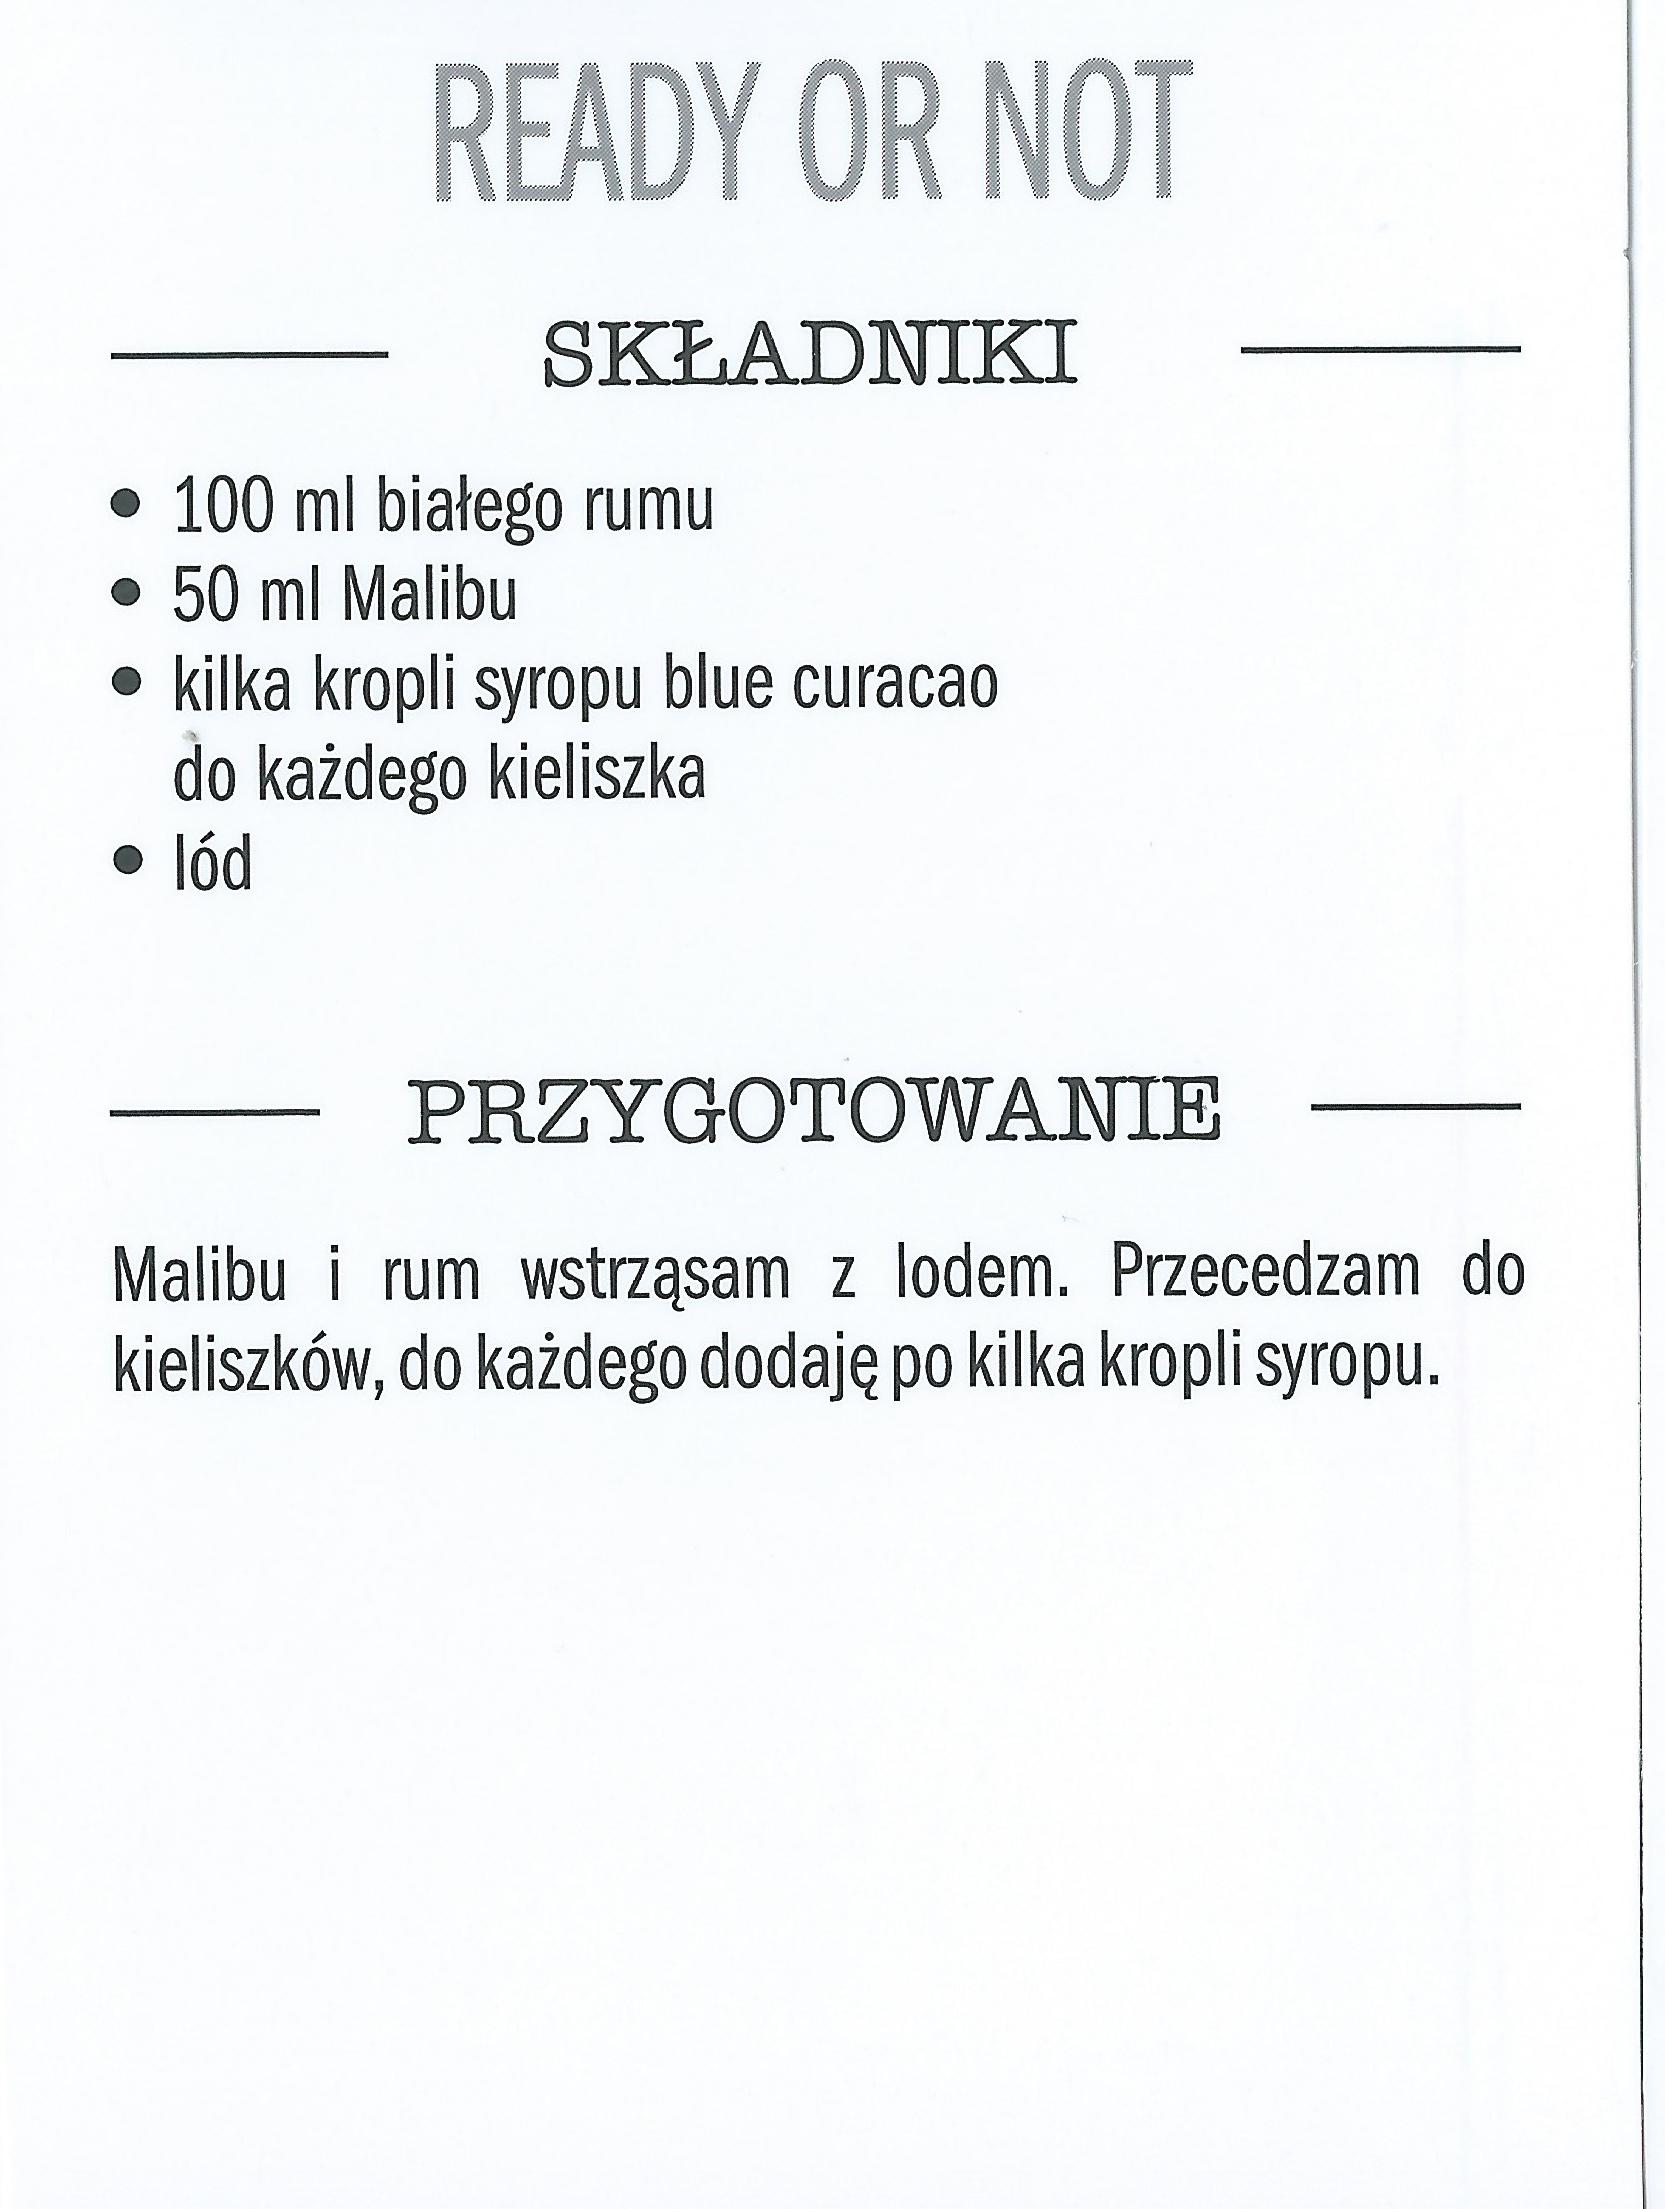 READY OR NOT
SKŁADNIKI
• 100 ml białego rumu
• 50 ml Malibu
• kilka kropli syropu blue curacao
do każdego kieliszka
• lód
PRZYGOTOWANIE
Malibu i rum wstrząsam z lodem. Przecedzam do
kieliszków, do każdego dodaję po kilka kropli syropu.